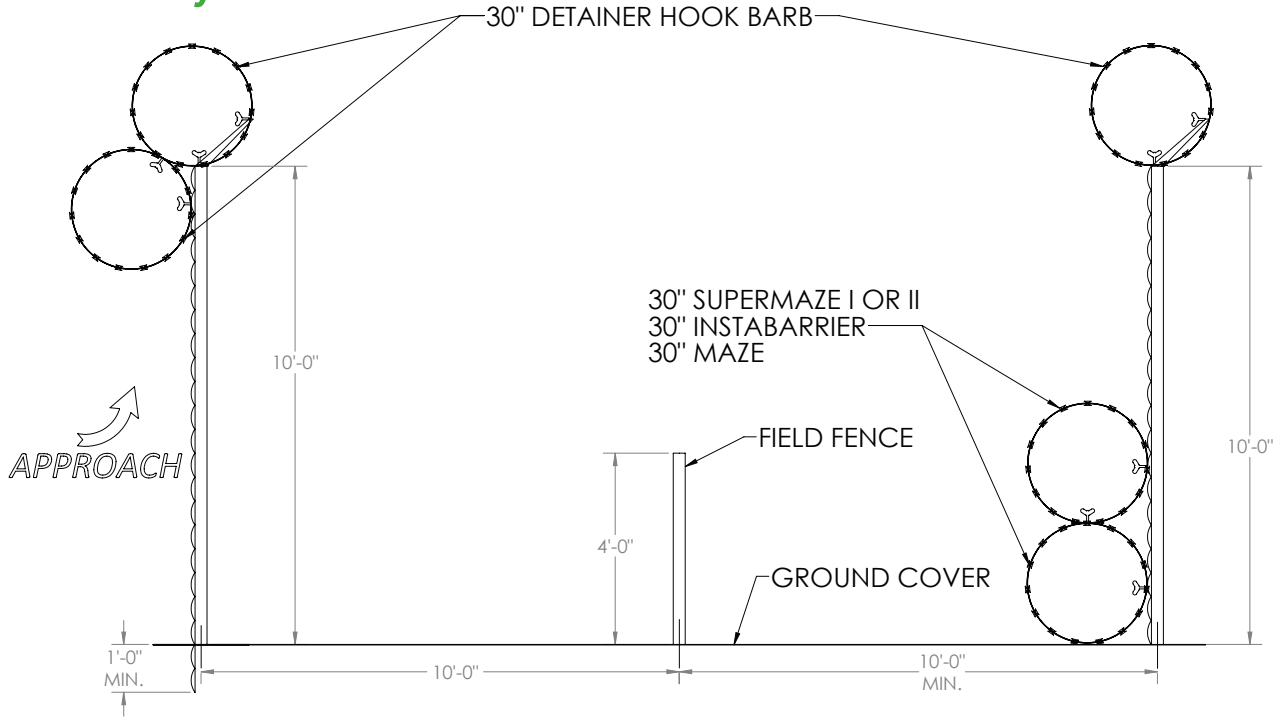 30" DETAINER HOOK BARB
30" SUPERMAZE I OR II
30" INSTABARRIER
30" MAZE
10'-0"
FIELD FENCE
10'-0"
APPROACH
4'-0"
GROUND COVER
1'-0"
MIN.
10'-0"
10'-0"
MIN.